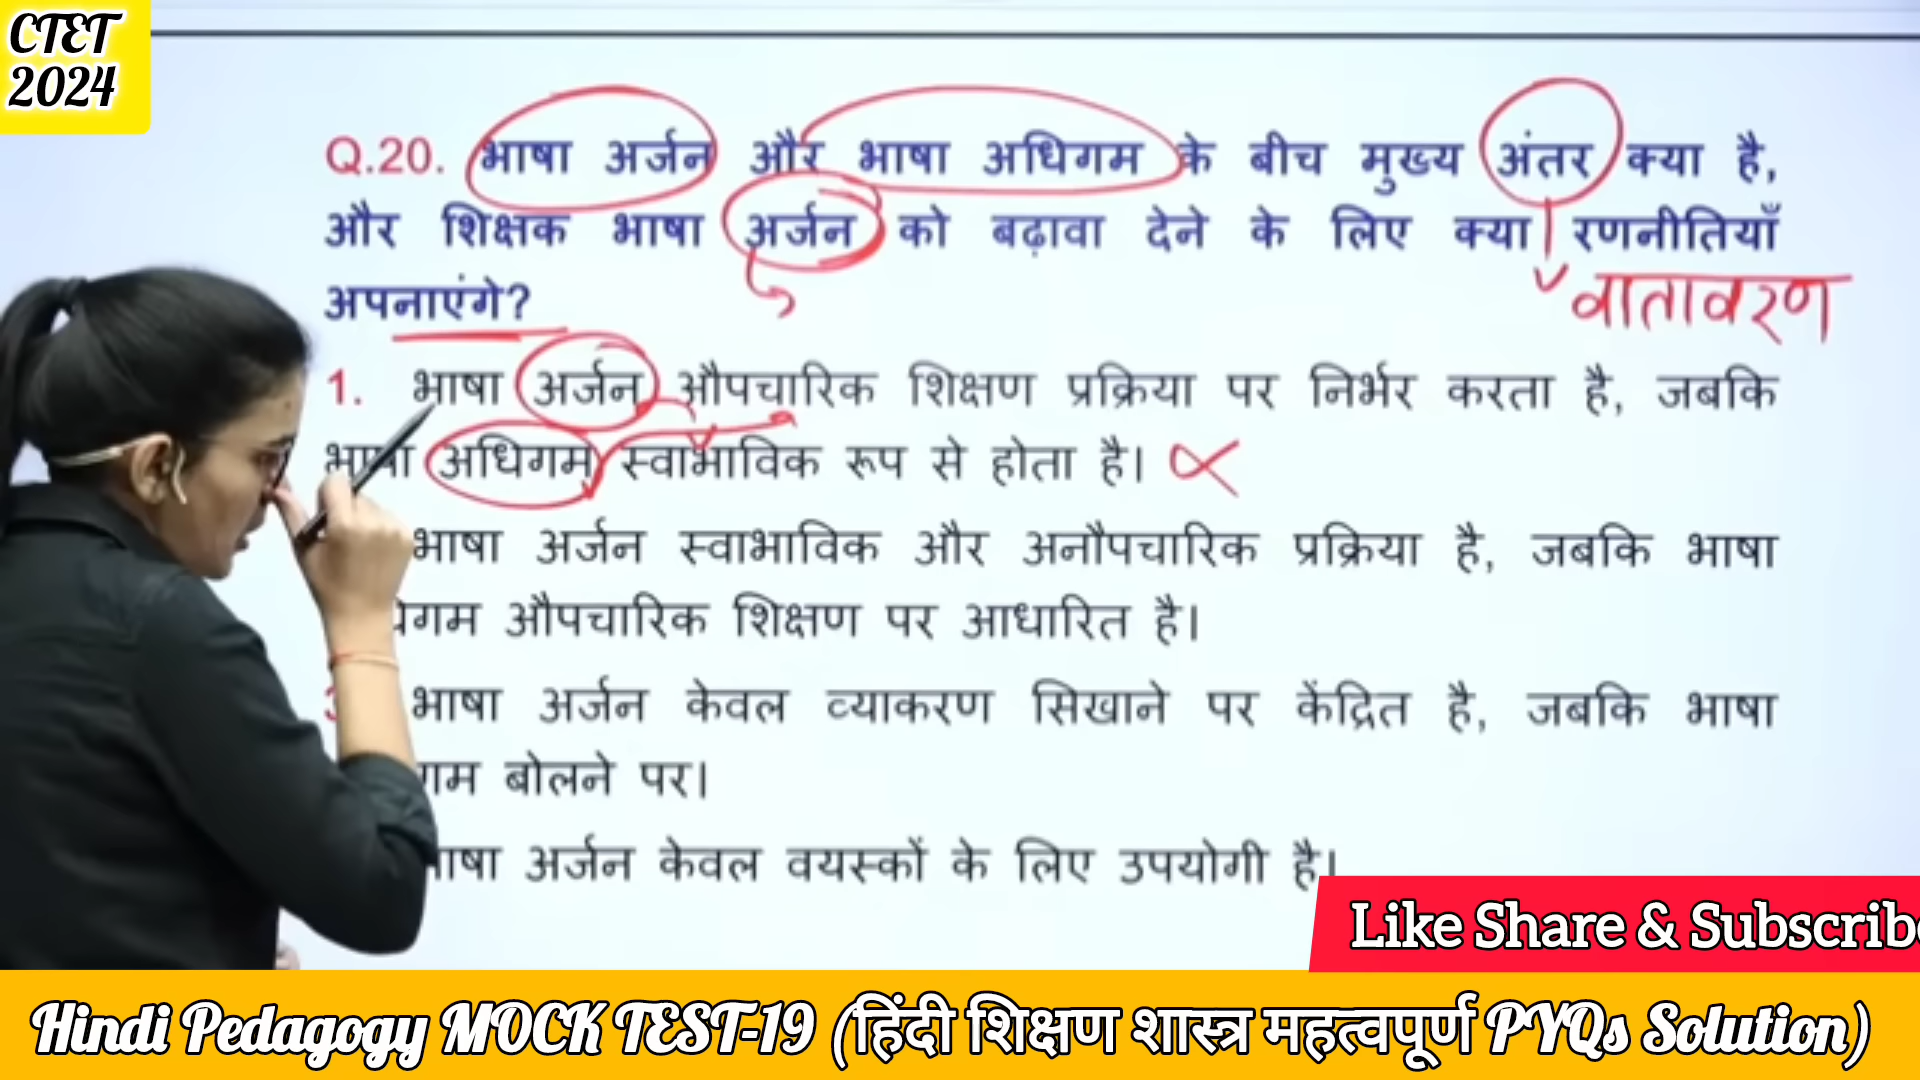 CTET
2024
Q.20. भाषा अर्जन और भाषा अधिगम के बीच मुख्य अंतर क्या है,
और शिक्षक भाषा अर्जन को बढ़ावा देने के लिए क्या रणनीतियाँ
अपनाएंगे?
वातावरण
1. भाषा अर्जन औपचारिक शिक्षण प्रक्रिया पर निर्भर करता है, जबकि
भाषा अधिगम स्वाभाविक रूप से होता है।
भाषा अर्जन स्वाभाविक और अनौपचारिक प्रक्रिया है, जबकि भाषा
औपचारिक शिक्षण पर आधारित है।
भाषा अर्जन केवल व्याकरण सिखाने पर केंद्रित है, जबकि भाषा
बोलने पर।
अर्जन केवल वयस्कों के लिए उपयोगी है।
Like Share & Subscribe
Hindi Pedagogy MOCK TEST-19 (हिंदी शिक्षण शास्त्र महत्वपूर्ण PYQs Solution)